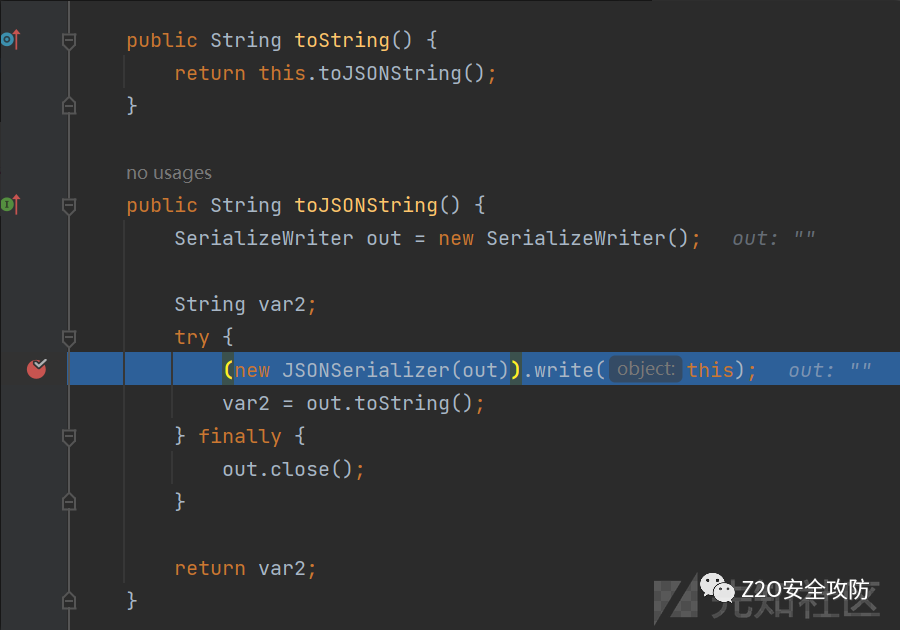 public String toString() {
return this.toJSONString();
}
no usages
public String toJSONString() {
SerializeWriter out = new SerializeWriter(); out: ""
String var2;
try {
(new JSONSerializer(out)).write( object: this); out: ""
var2 = out.toString();
} finally {
out.close();
}
return var2;
}
Z2O安全攻防
先知社区